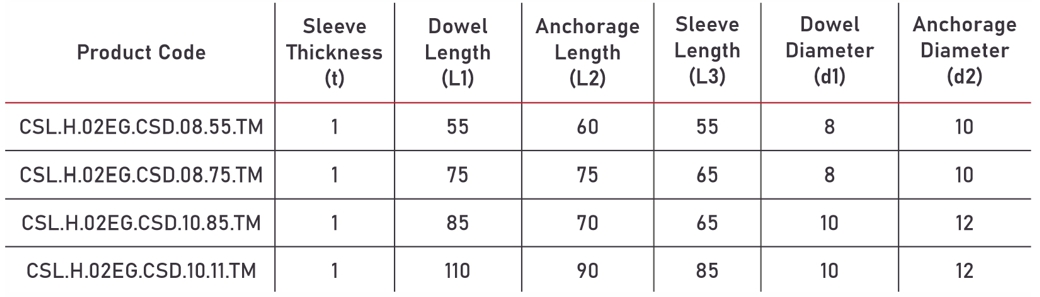 Product Code | Sleeve Thickness (t) | Dowel Length (L1) | Anchorage Length (L2) | Sleeve Length (L3) | Dowel Diameter (d1) | Anchorage Diameter (d2)
CSL.H.02EG.CSD.08.55.TM | 1 | 55 | 60 | 55 | 8 | 10
CSL.H.02EG.CSD.08.75.TM | 1 | 75 | 75 | 65 | 8 | 10
CSL.H.02EG.CSD.10.85.TM | 1 | 85 | 70 | 65 | 10 | 12
CSL.H.02EG.CSD.10.11.TM | 1 | 110 | 90 | 85 | 10 | 12